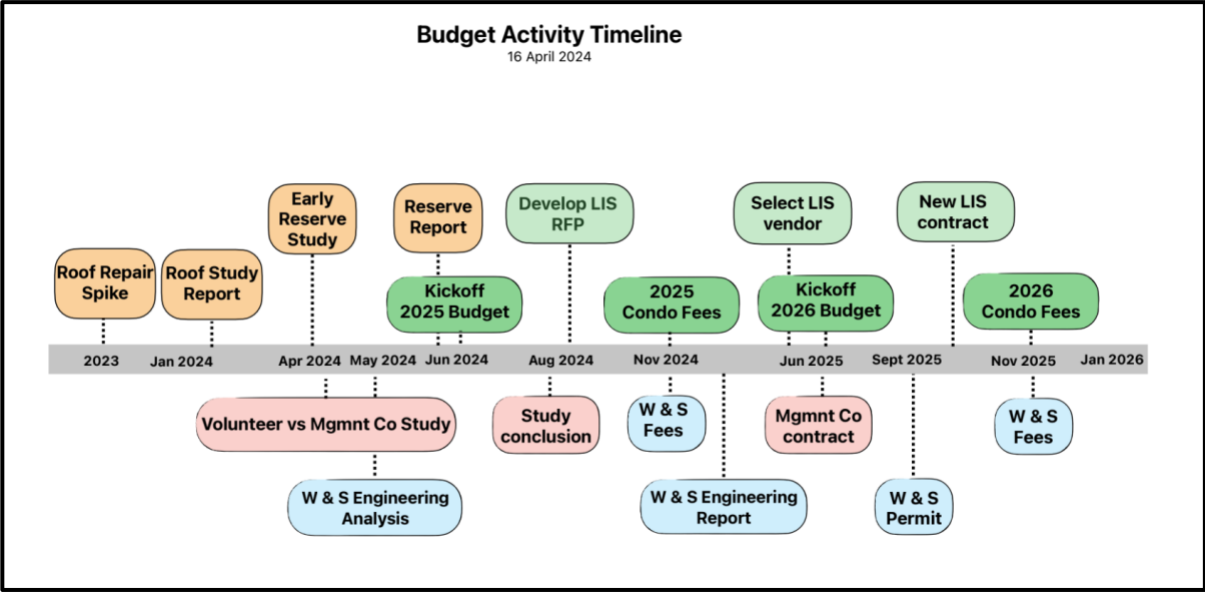 Budget Activity Timeline
16 April 2024
Early
Reserve
Study
Reserve
Report
Develop LIS
RFP
Select LIS
vendor
New LIS
contract
Roof Repair
Spike
Roof Study
Report
Kickoff
2025 Budget
2025
Condo Fees
Kickoff
2026 Budget
2026
Condo Fees
2023 Jan 2024 Apr 2024 May 2024 Jun 2024 Aug 2024 Nov 2024 Jun 2025 Sept 2025 Nov 2025 Jan 2026
Volunteer vs Mgmnt Co Study
Study
conclusion
W & S
Fees
Mgmnt Co
contract
W & S
Fees
W & S Engineering
Analysis
W & S Engineering
Report
W & S
Permit